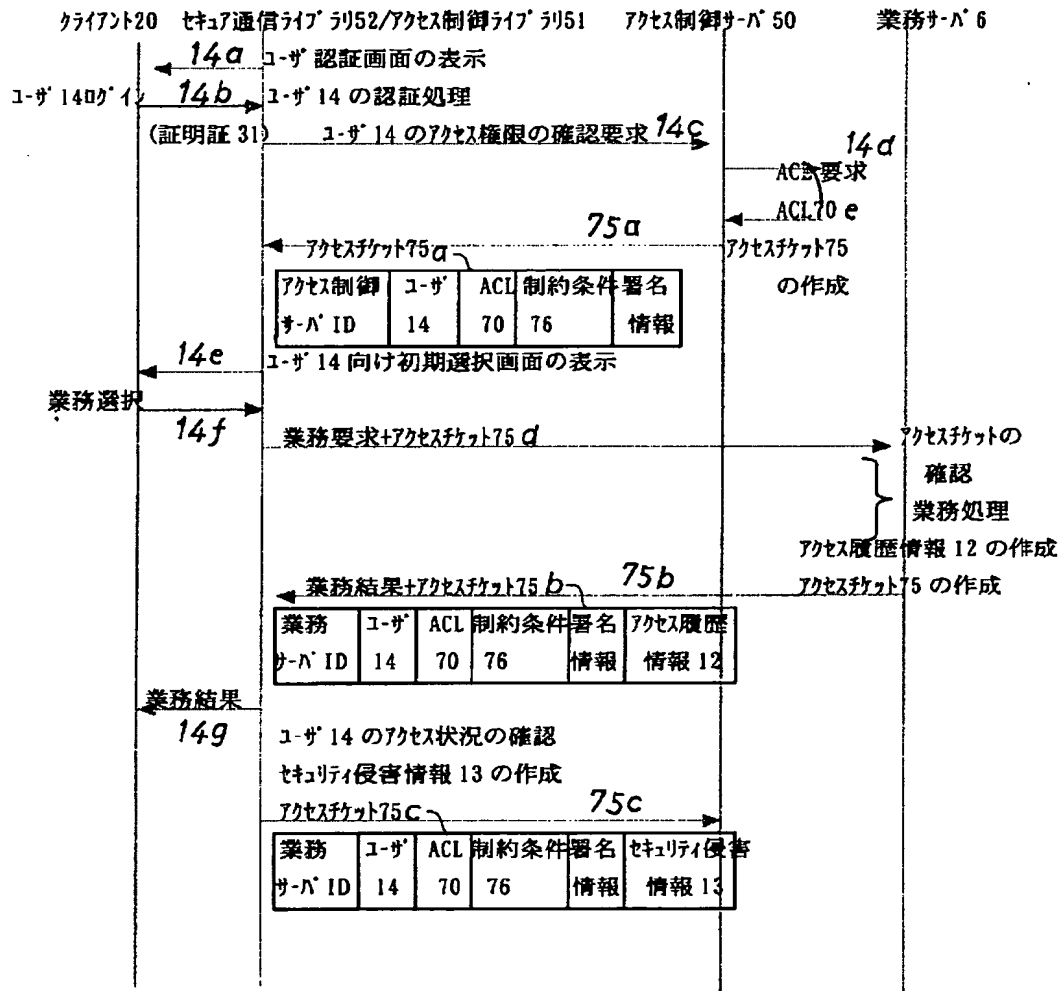 クライアント20 セキュア通信ライブラリ52/アクセス制御ライブラリ51 アクセス制御サーバ50 業務サーバ6
14a ユーザ認証画面の表示
ユーザ14ログイン 14b ユーザ14の認証処理
(証明証31) ユーザ14のアクセス権限の確認要求 14c
14d
ACL要求
ACL70 e
75a
アクセスチケット75a アクセスチケット75
の作成
アクセス制御 ユーザ ACL 制約条件 署名
サーバID 14 70 76 情報
14e ユーザ14向け初期選択画面の表示
業務選択
14f 業務要求+アクセスチケット75d アクセスチケットの
確認
業務処理
アクセス履歴情報12の作成
業務結果+アクセスチケット75b 75b アクセスチケット75の作成
業務 ユーザ ACL 制約条件 署名 アクセス履歴
サーバID 14 70 76 情報 情報12
業務結果
14g ユーザ14のアクセス状況の確認
セキュリティ侵害情報13の作成
アクセスチケット75c 75c
業務 ユーザ ACL 制約条件 署名 セキュリティ侵害
サーバID 14 70 76 情報 情報13